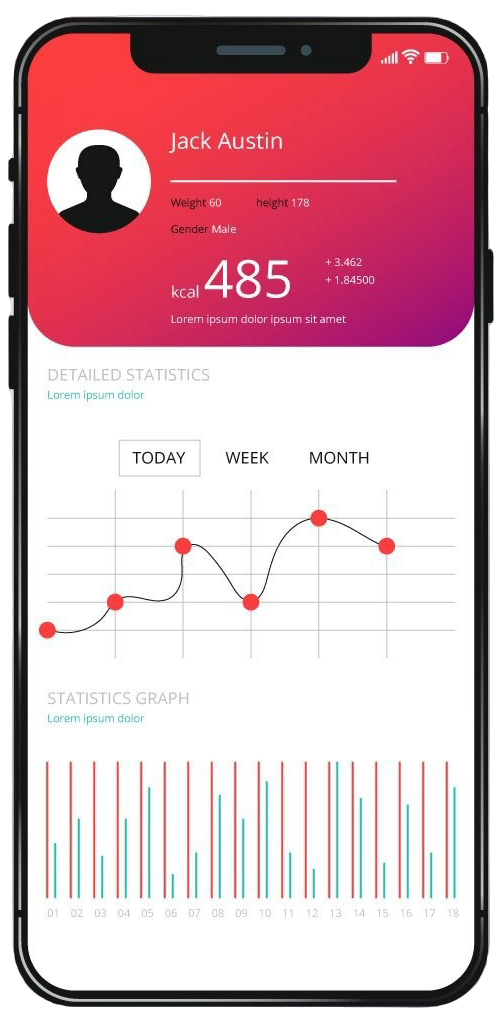 Jack Austin
Weight 60 height 178
Gender Male
kcal 485
+ 3.462
+ 1.84500
Lorem ipsum dolor ipsum sit amet
DETAILED STATISTICS
Lorem ipsum dolor
TODAY WEEK MONTH
STATISTICS GRAPH
Lorem ipsum dolor
01 02 03 04 05 06 07 08 09 10 11 12 13 14 15 16 17 18